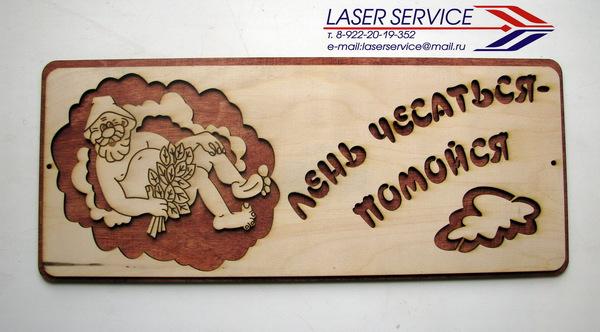 LASER SERVICE
т. 8-922-20-19-352
e-mail:laserservice@mail.ru
ЛЕНЬ ЧЕСАТЬСЯ-
ПОМОЙСЯ